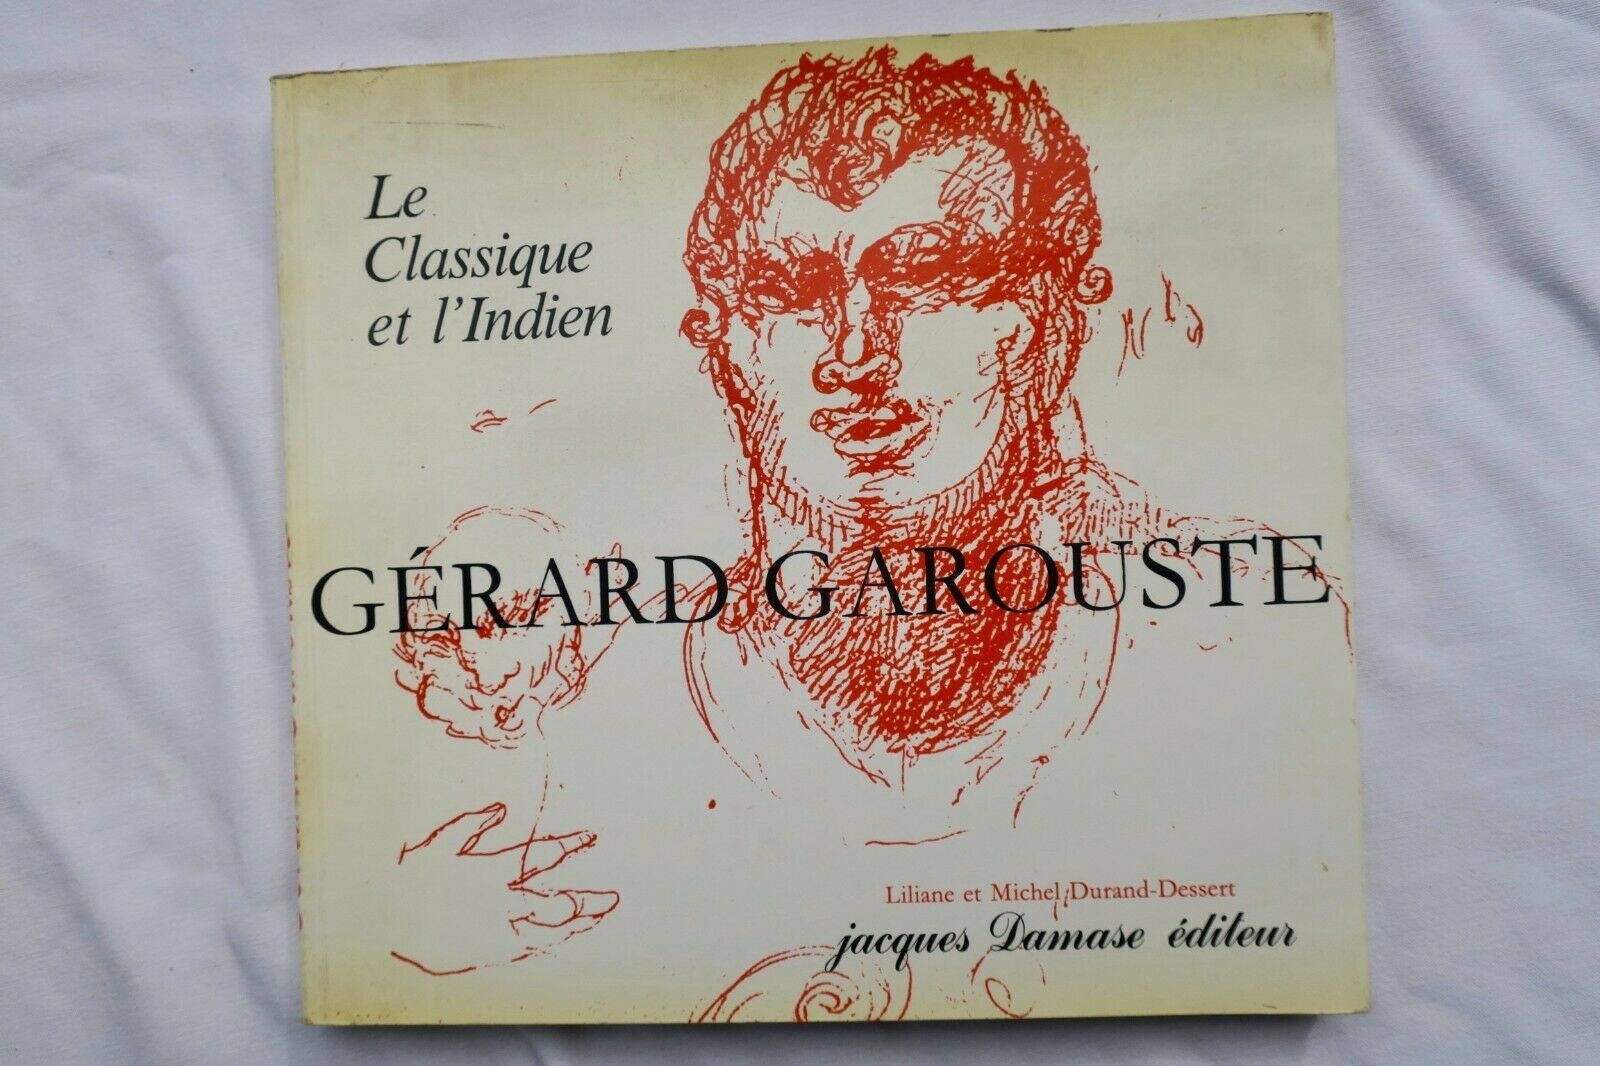 Le
Classique
et l'Indien
GÉRARD GAROUSTE
Liliane et Michel Durand-Dessert
jacques Damase éditeur